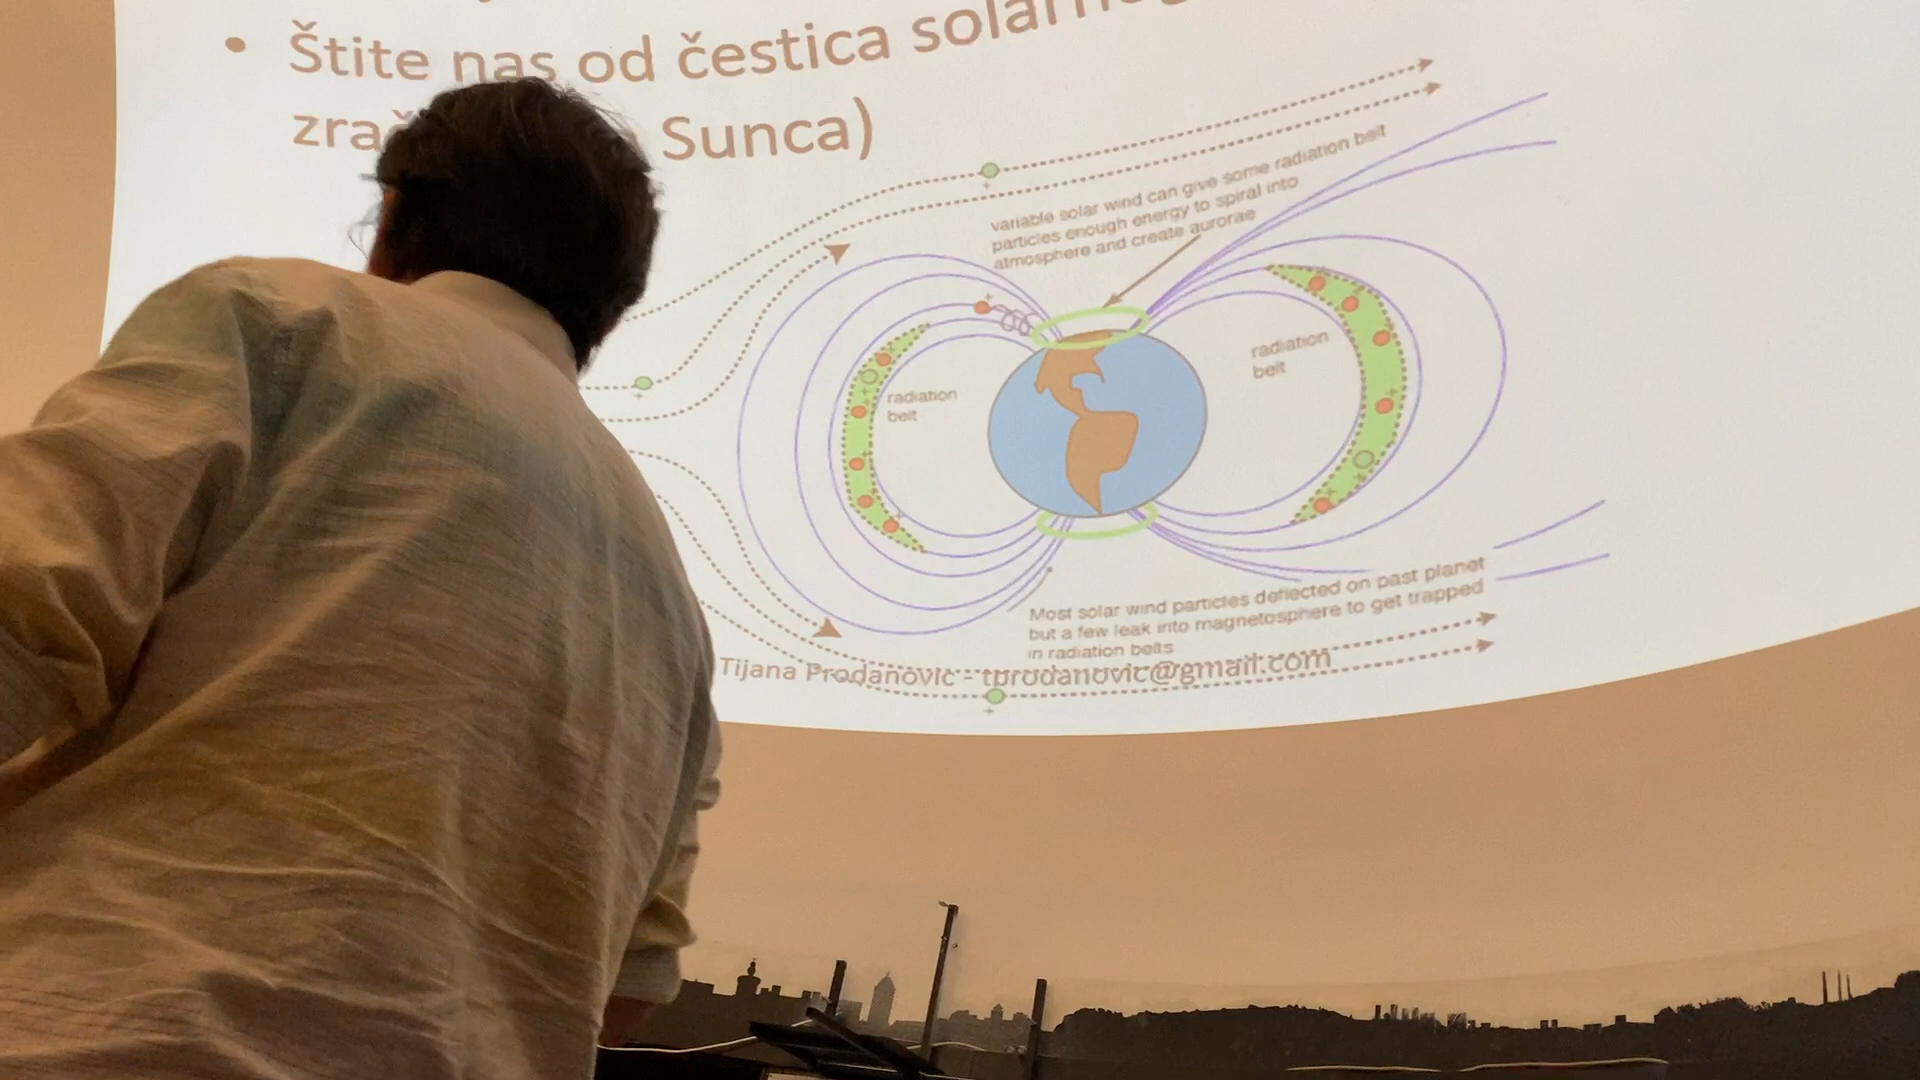 • Štite nas od čestica solarnog
zrač Sunca)
variable solar wind can give some radiation belt
particles enough energy to spiral into
atmosphere and create aurorae
radiation
belt
radiation
belt
Most solar wind particles deflected on past planet
but a few leak into magnetosphere to get trapped
in radiation belts
Tijana Prodanović - tprodanovic@gmail.com